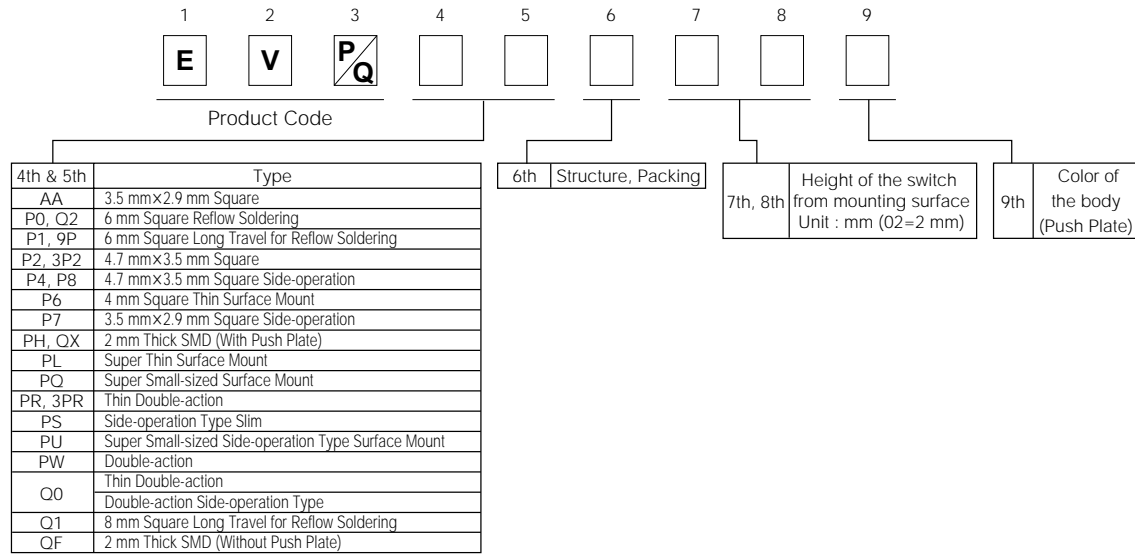 1 2 3 4 5 6 7 8 9
E V P/Q
Product Code
4th & 5th Type
AA 3.5 mm×2.9 mm Square
P0, Q2 6 mm Square Reflow Soldering
P1, 9P 6 mm Square Long Travel for Reflow Soldering
P2, 3P2 4.7 mm×3.5 mm Square
P4, P8 4.7 mm×3.5 mm Square Side-operation
P6 4 mm Square Thin Surface Mount
P7 3.5 mm×2.9 mm Square Side-operation
PH, QX 2 mm Thick SMD (With Push Plate)
PL Super Thin Surface Mount
PQ Super Small-sized Surface Mount
PR, 3PR Thin Double-action
PS Side-operation Type Slim
PU Super Small-sized Side-operation Type Surface Mount
PW Double-action
Q0 Thin Double-action
Double-action Side-operation Type
Q1 8 mm Square Long Travel for Reflow Soldering
QF 2 mm Thick SMD (Without Push Plate)
6th Structure, Packing
7th, 8th Height of the switch
from mounting surface
Unit : mm (02=2 mm)
9th Color of
the body
(Push Plate)